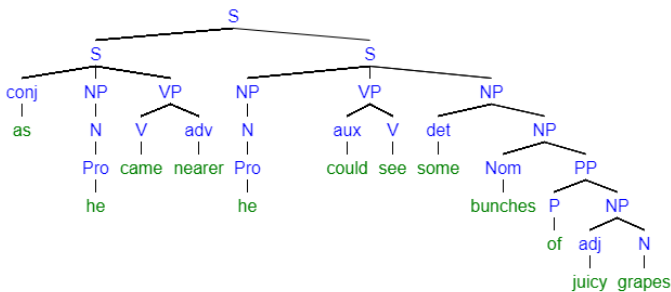 S
S S
conj NP VP NP VP NP
as N V adv N aux V det NP
Pro came nearer Pro could see some Nom PP
he he bunches P NP
of adj N
juicy grapes